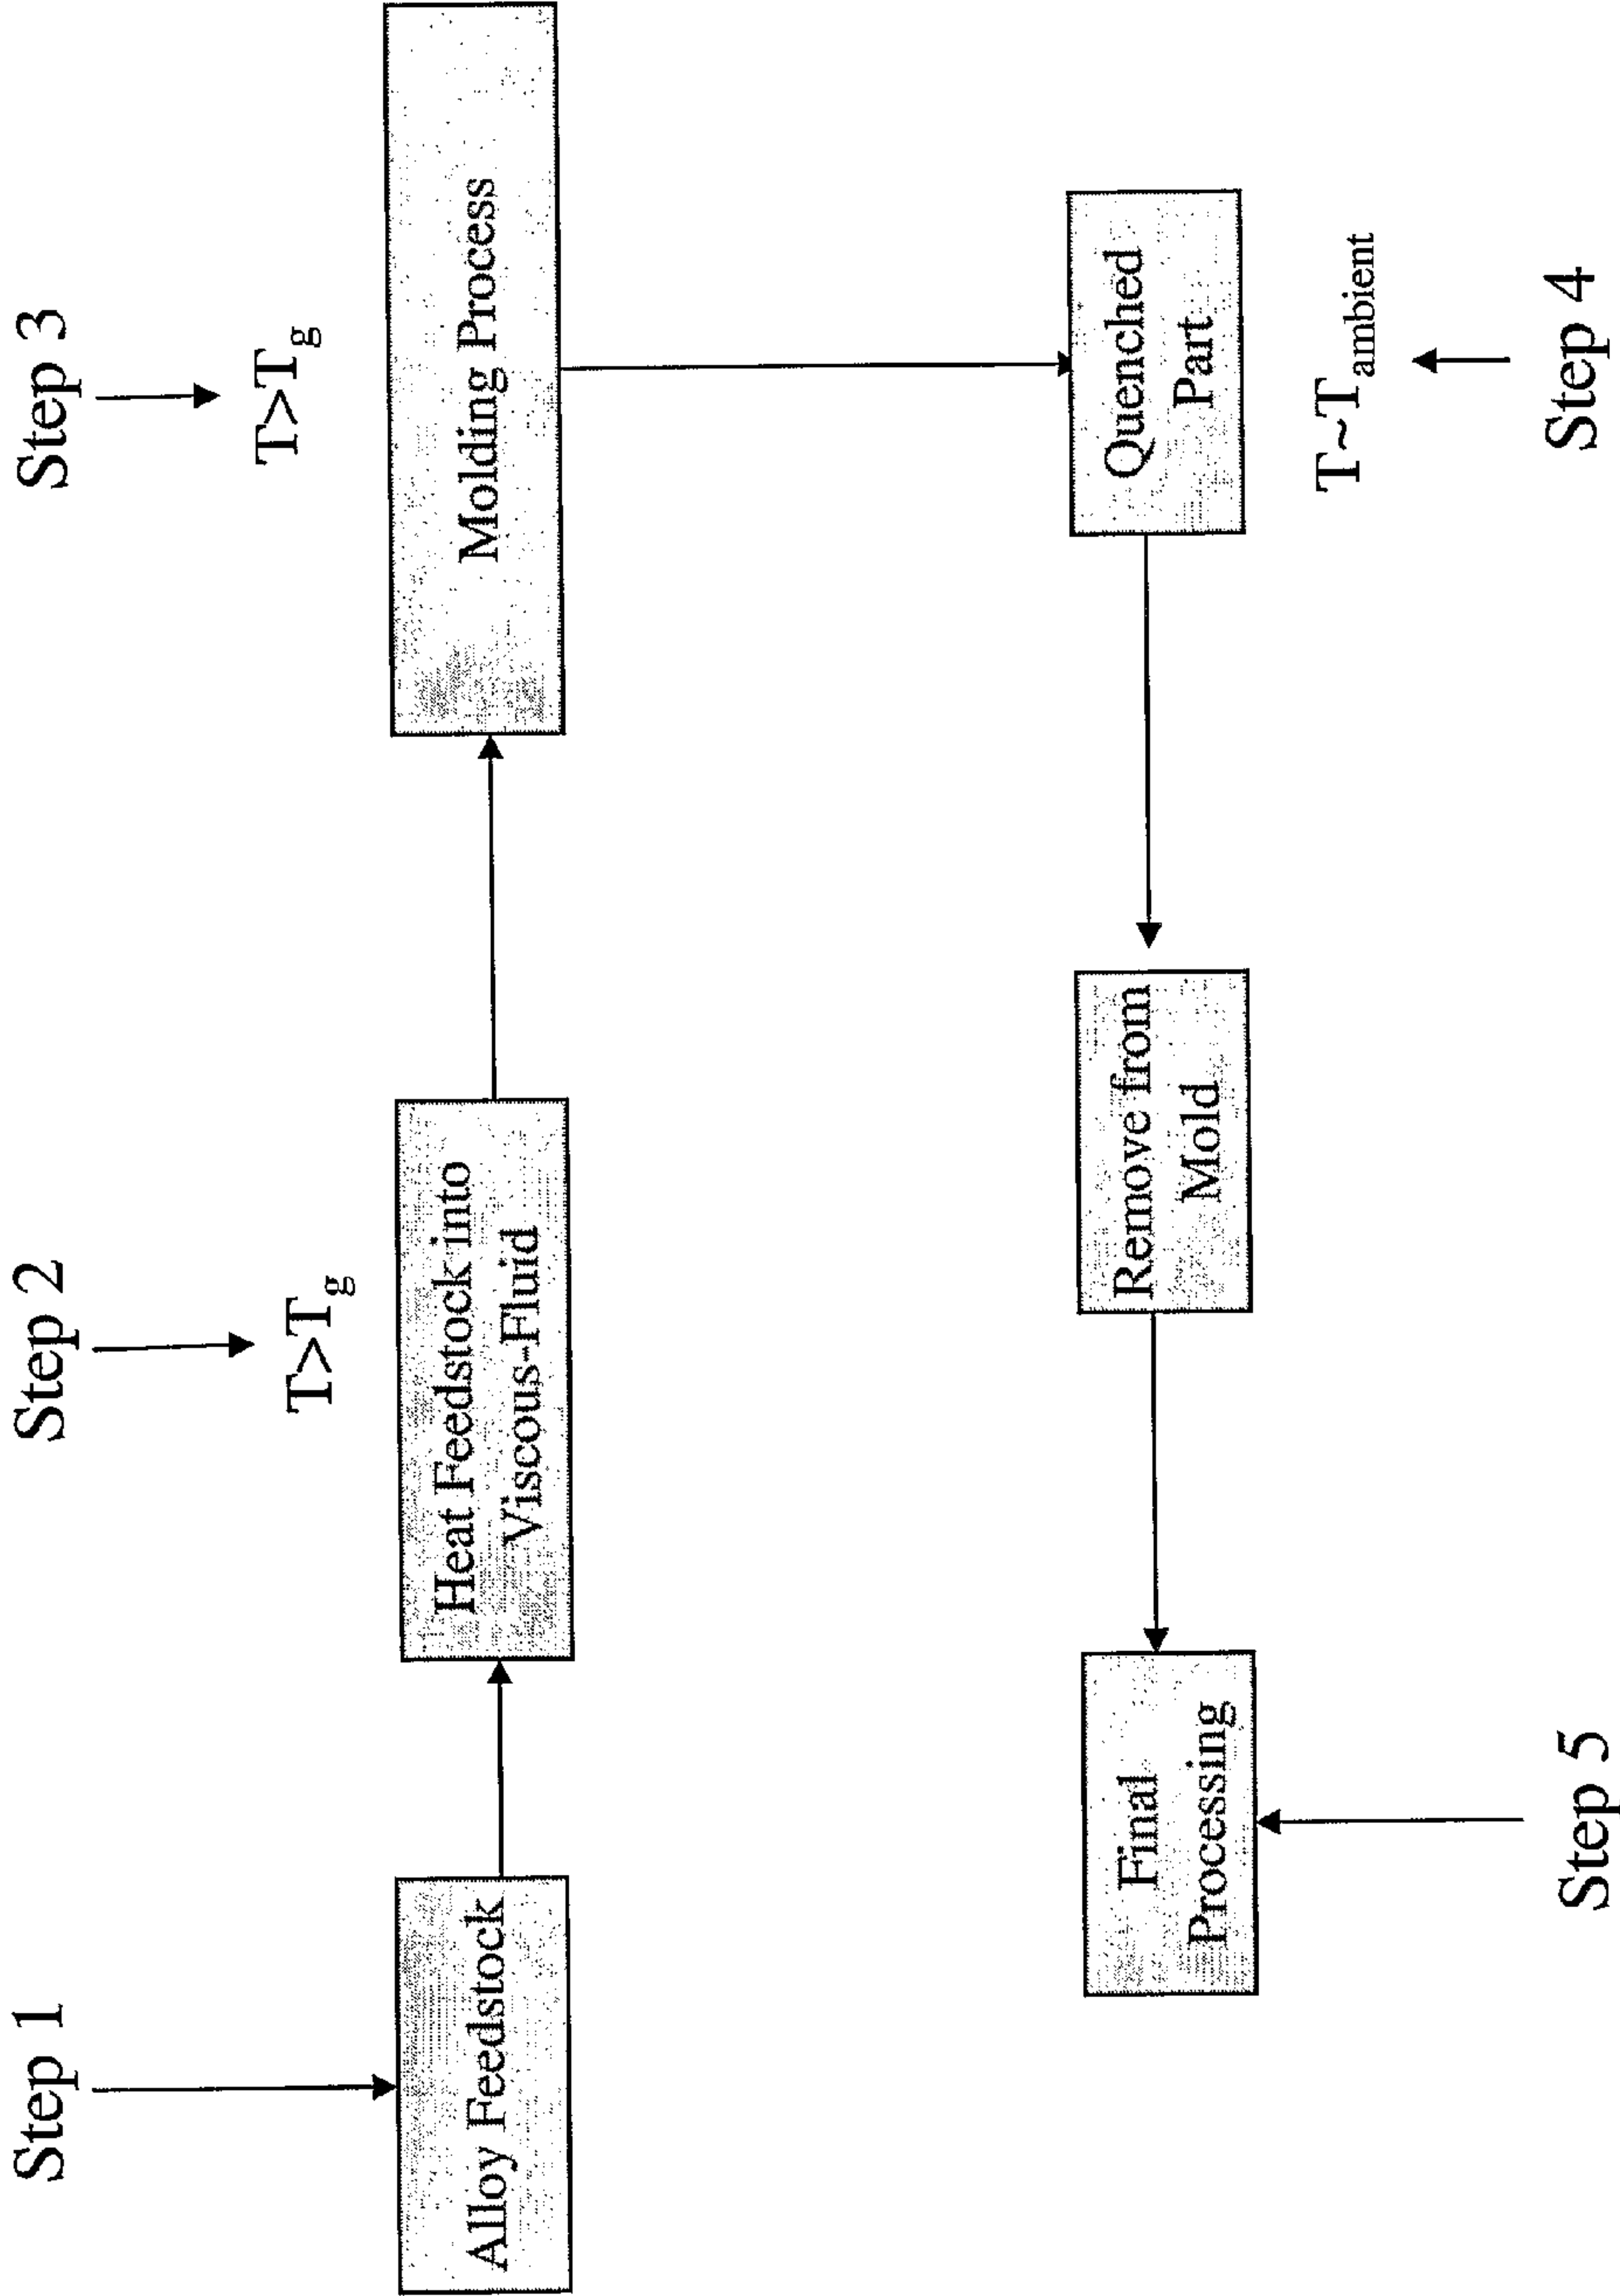 Step 1
Step 2
Step 3
T>Tg
T>Tg
Alloy Feedstock
Heat Feedstock into
Viscous-Fluid
Molding Process
Final
Processing
Remove from
Mold
Quenched
Part
T~Tambient
Step 5
Step 4